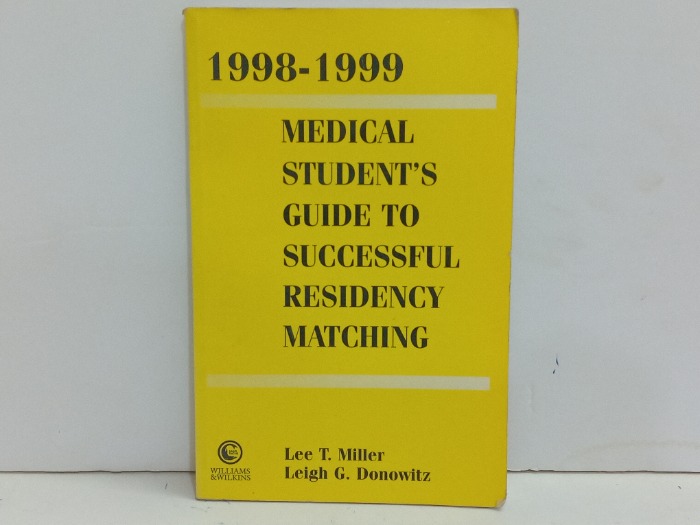 1998-1999
MEDICAL
STUDENT'S
GUIDE TO
SUCCESSFUL
RESIDENCY
MATCHING
Lee T. Miller
Leigh G. Donowitz
WILLIAMS
&WILKINS